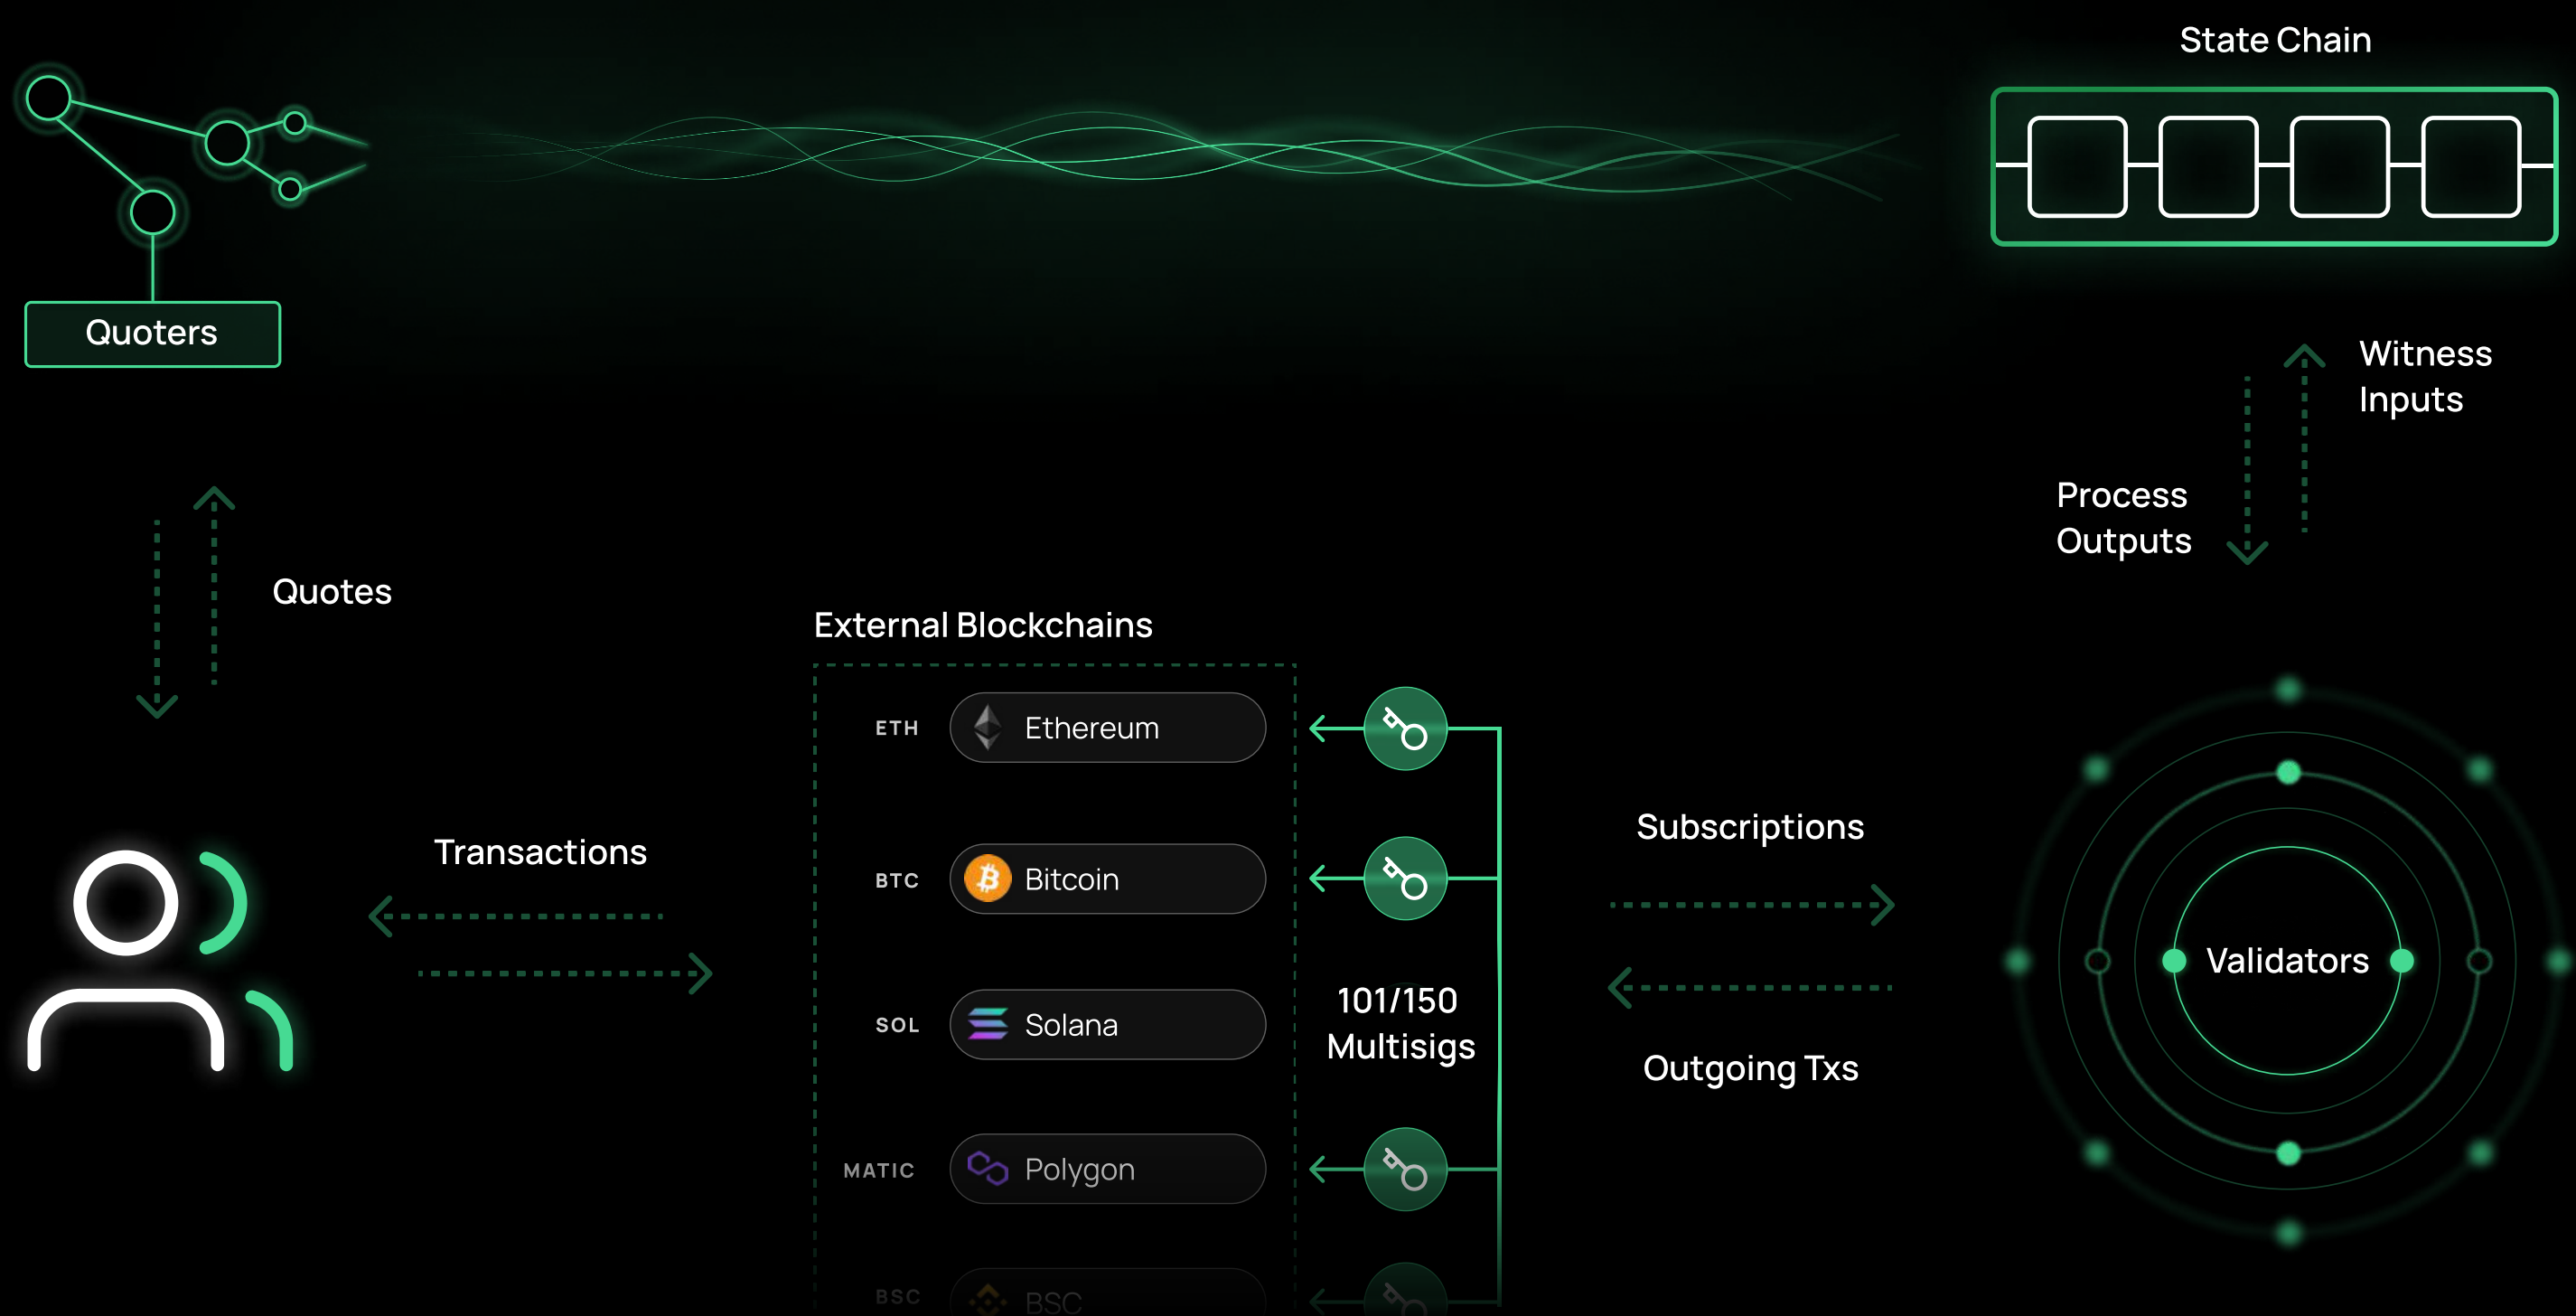 State Chain
Quoters
Witness
Inputs
Process
Outputs
Quotes
External Blockchains
ETH Ethereum
BTC Bitcoin
SOL Solana
MATIC Polygon
BSC BSC
101/150
Multisigs
Transactions
Subscriptions
Outgoing Txs
Validators